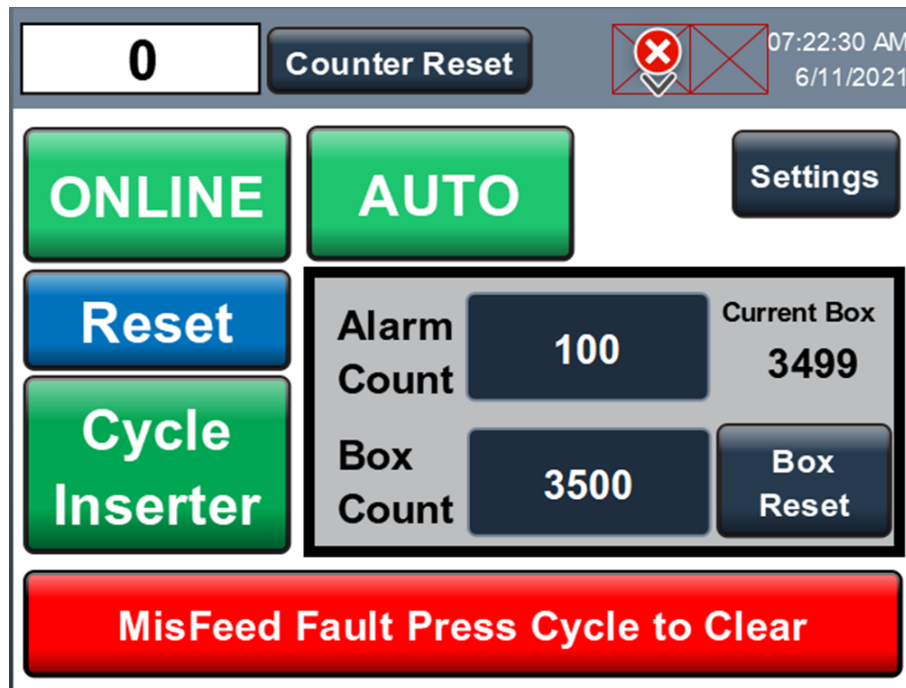 0
Counter Reset
07:22:30 AM
6/11/2021
ONLINE
AUTO
Settings
Reset
Alarm
Count
100
Current Box
3499
Cycle
Inserter
Box
Count
3500
Box
Reset
MisFeed Fault Press Cycle to Clear